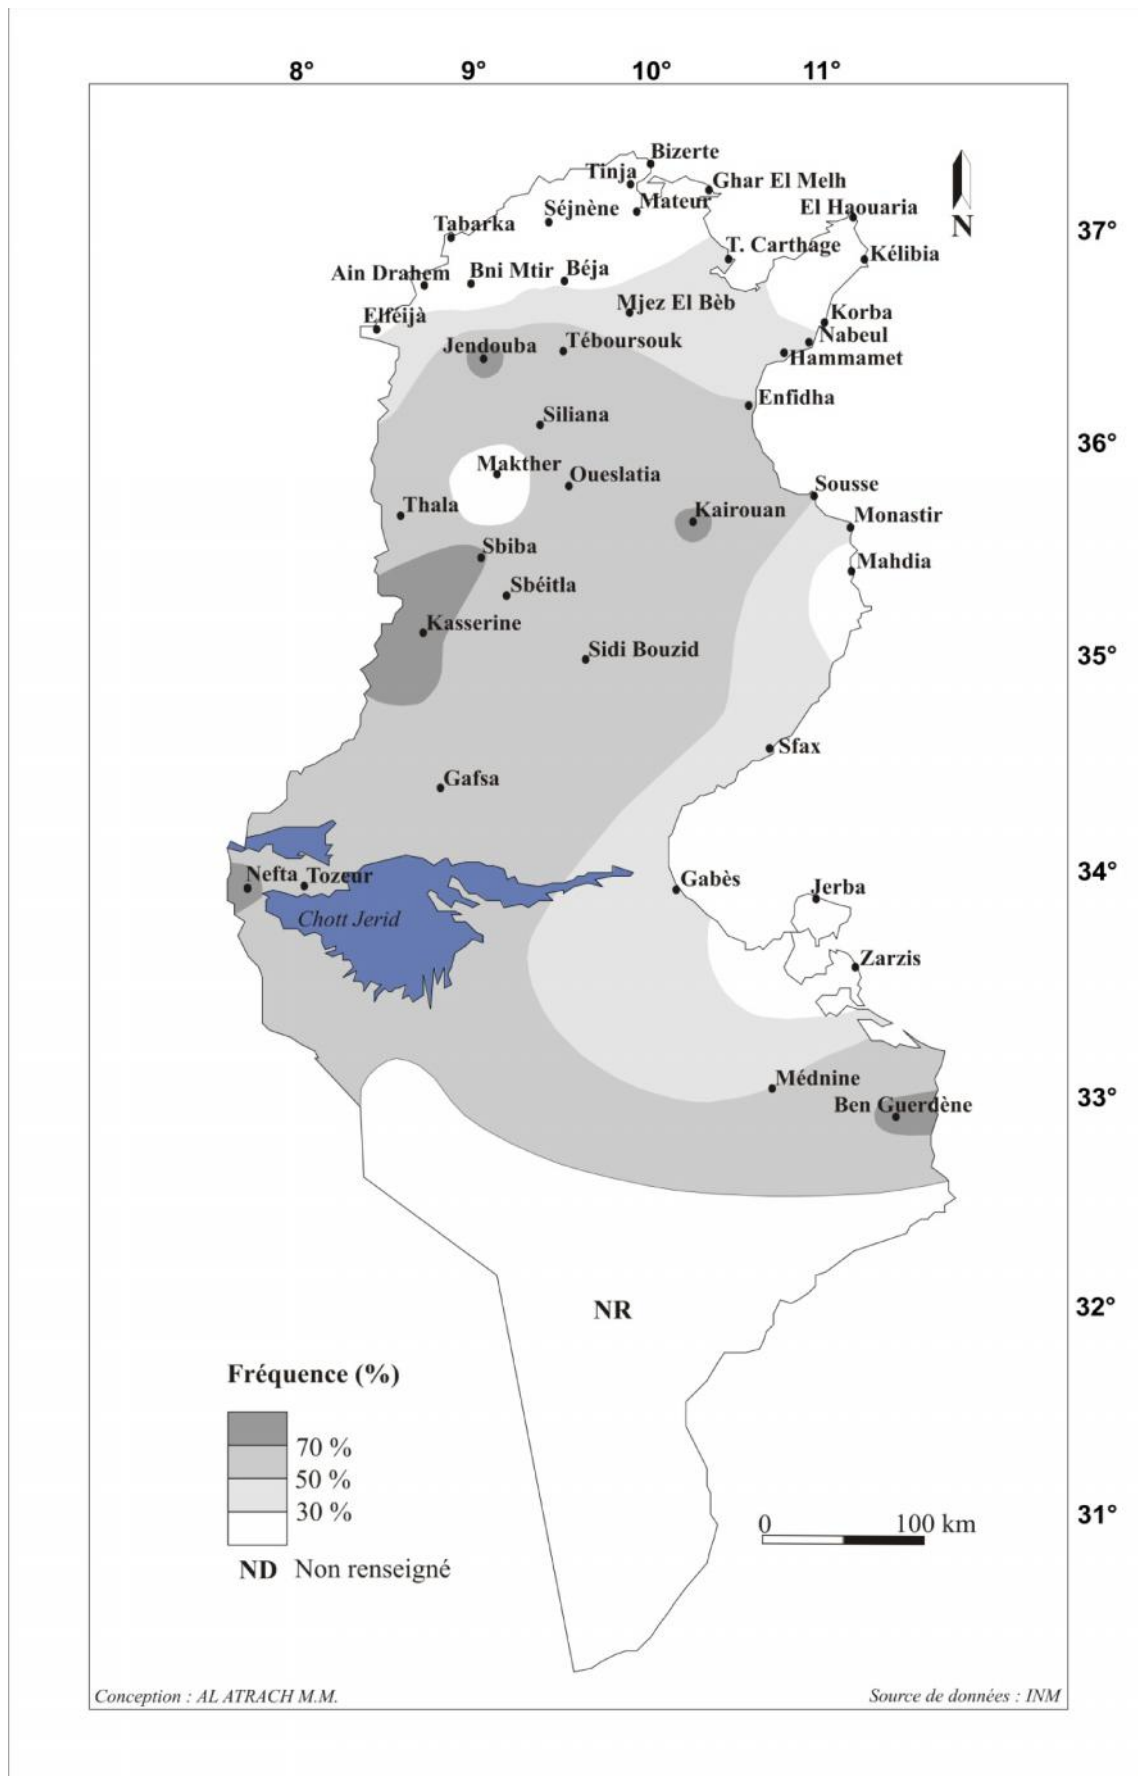 8° 9° 10° 11°
Bizerte
Tinja
Ghar El Melh
Mateur
El Haouaria
Séjnène
Tabarka
N
37°
T. Carthage
Kélibia
Ain Drahem
Bni Mtir
Béja
Mjez El Bèb
Elféijà
Korba
Nabeul
Jendouba
Téboursouk
Hammamet
Enfidha
Siliana
36°
Makther
Oueslatia
Sousse
Thala
Kairouan
Monastir
Sbiba
Mahdia
Sbéitla
Kasserine
Sidi Bouzid
35°
Sfax
Gafsa
34°
Nefta
Tozeur
Gabès
Jerba
Chott Jerid
Zarzis
Médnine
33°
Ben Guerdène
32°
NR
Fréquence (%)
70 %
50 %
30 %
31°
0 100 km
ND Non renseigné
Conception : AL ATRACH M.M.
Source de données : INM